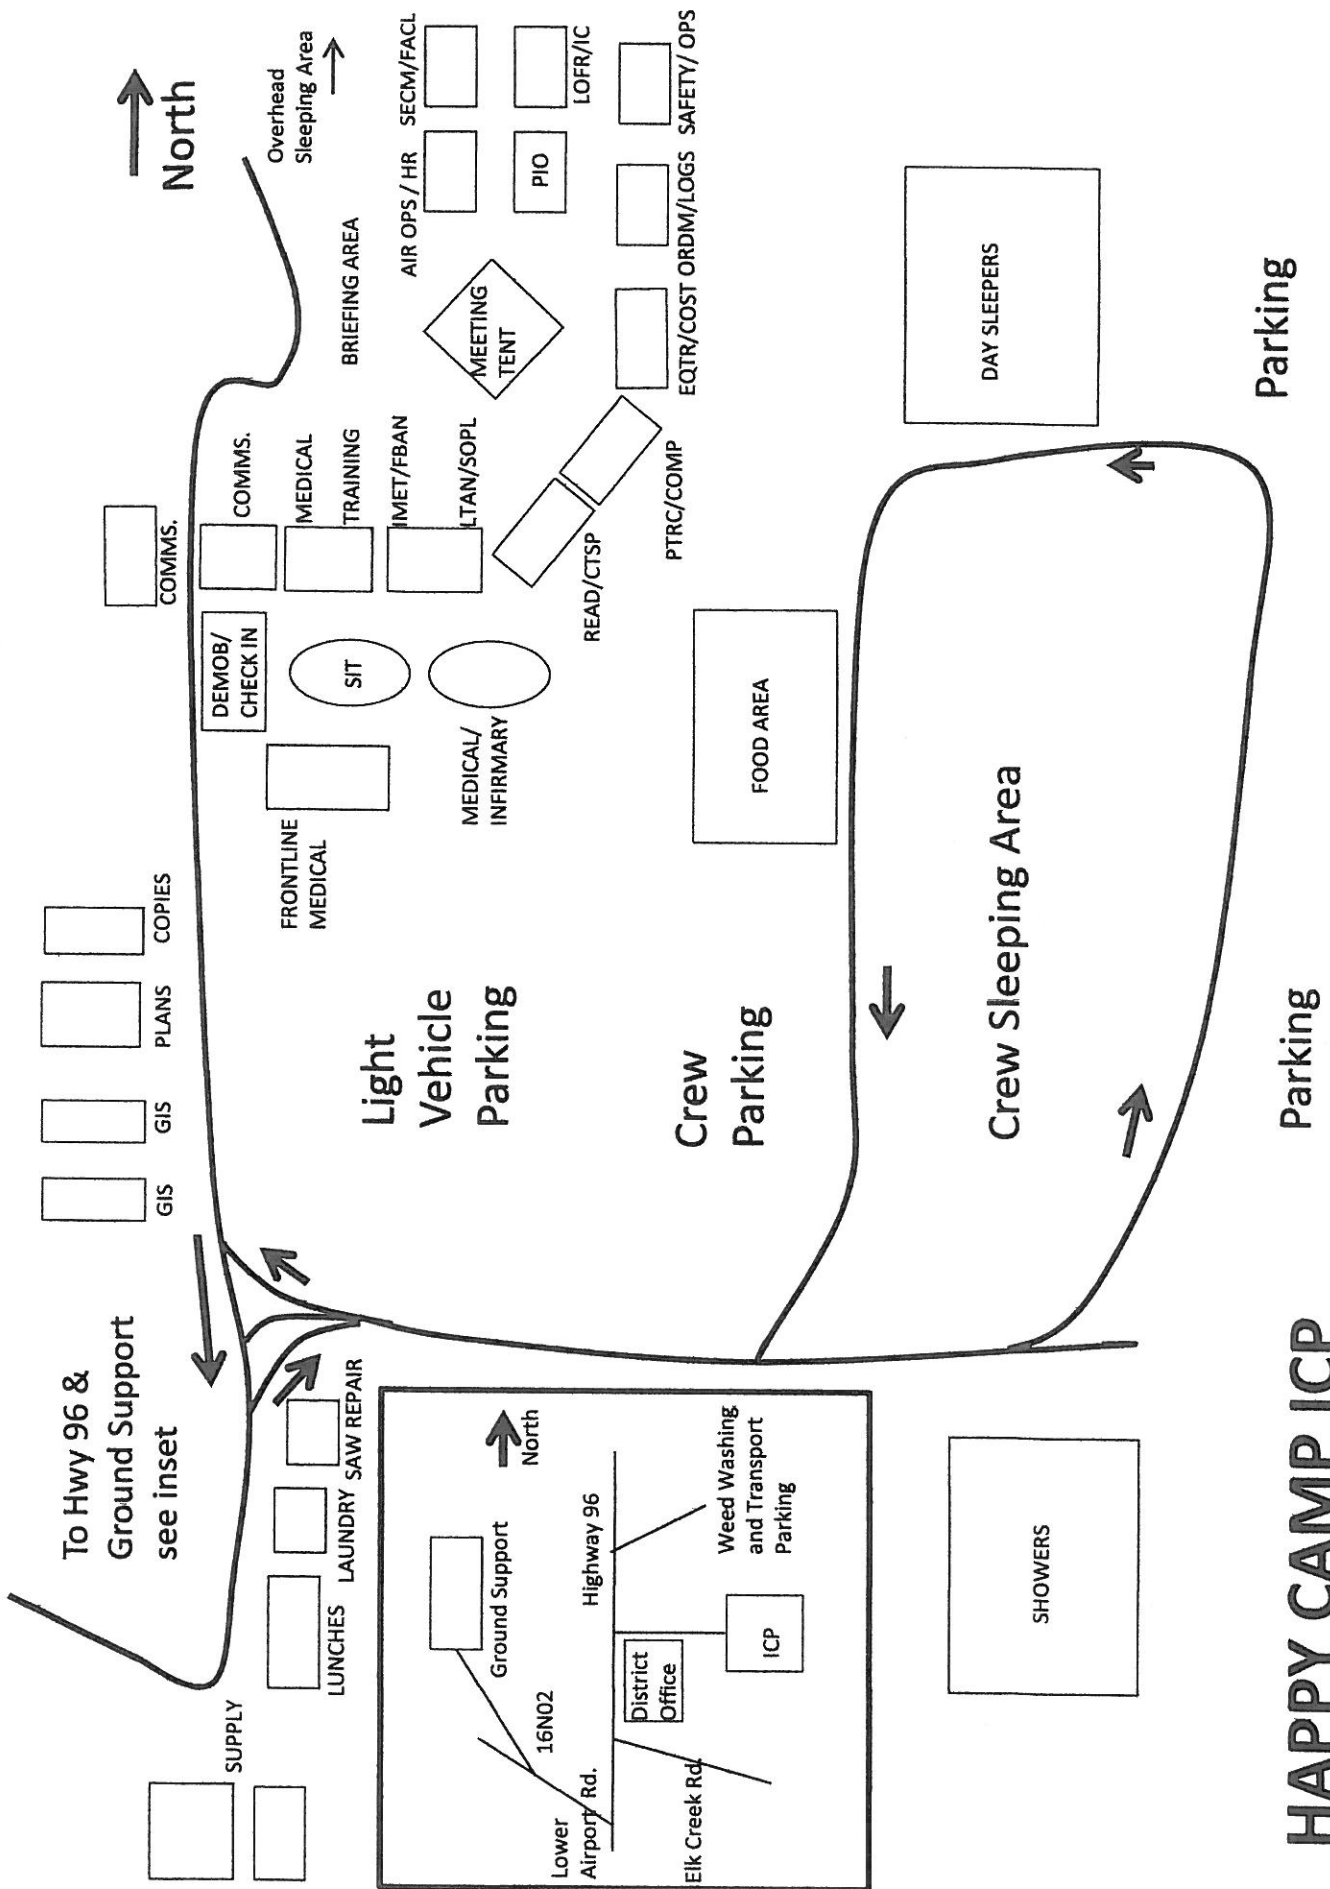 North
Overhead
Sleeping Area
SECM/FACL
LOFR/IC
SAFETY/ OPS
AIR OPS / HR
PIO
ORDM/LOGS
BRIEFING AREA
MEETING
TENT
EQTR/COST
DAY SLEEPERS
Parking
COMMS.
COMMS.
MEDICAL
TRAINING
IMET/FBAN
LTAN/SOPL
READ/CTSP
PTRC/COMP
DEMOB/
CHECK IN
SIT
MEDICAL/
INFIRMARY
FRONTLINE
MEDICAL
FOOD AREA
COPIES
PLANS
GIS
GIS
Light
Vehicle
Parking
Crew
Parking
Crew Sleeping Area
Parking
To Hwy 96 &
Ground Support
see inset
SUPPLY
LUNCHES
LAUNDRY
SAW REPAIR
North
Ground Support
16N02
Highway 96
Lower
Airport Rd.
Elk Creek Rd.
District
Office
ICP
Weed Washing
and Transport
Parking
SHOWERS
HAPPY CAMP ICP